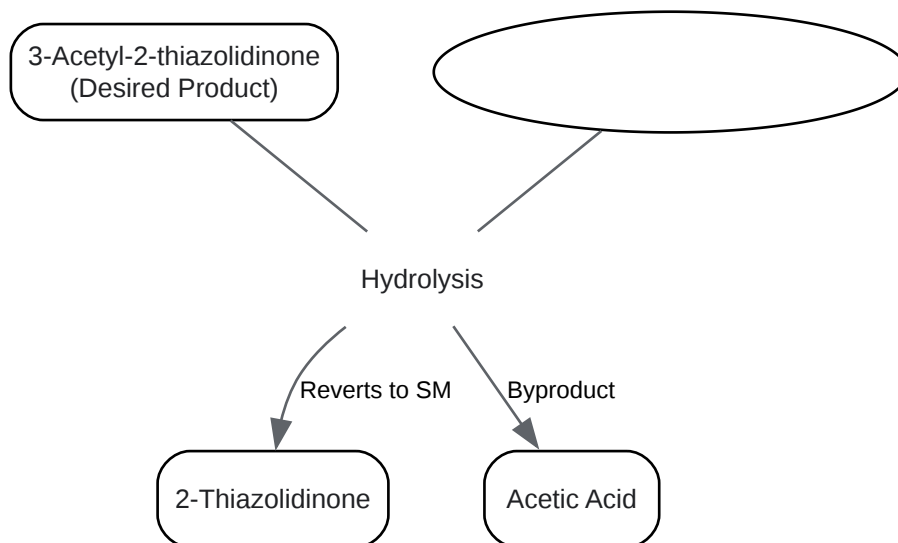 3-Acetyl-2-thiazolidinone
(Desired Product)
Hydrolysis
Reverts to SM
Byproduct
2-Thiazolidinone
Acetic Acid